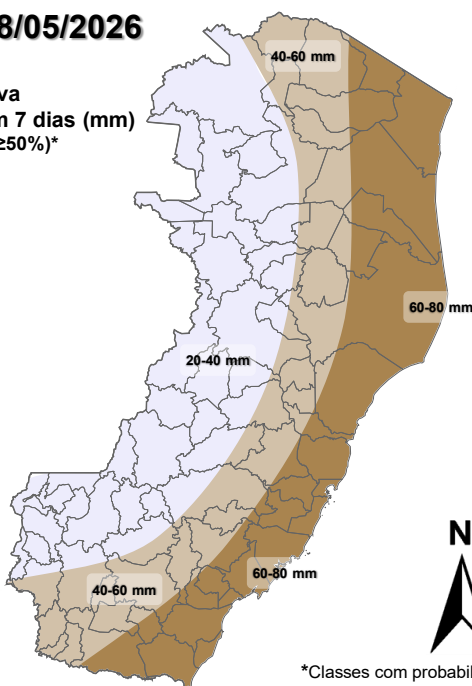 8/05/2026
va
n 7 dias (mm)
≥50%)*
40-60 mm
60-80 mm
20-40 mm
60-80 mm
40-60 mm
N
*Classes com probabil